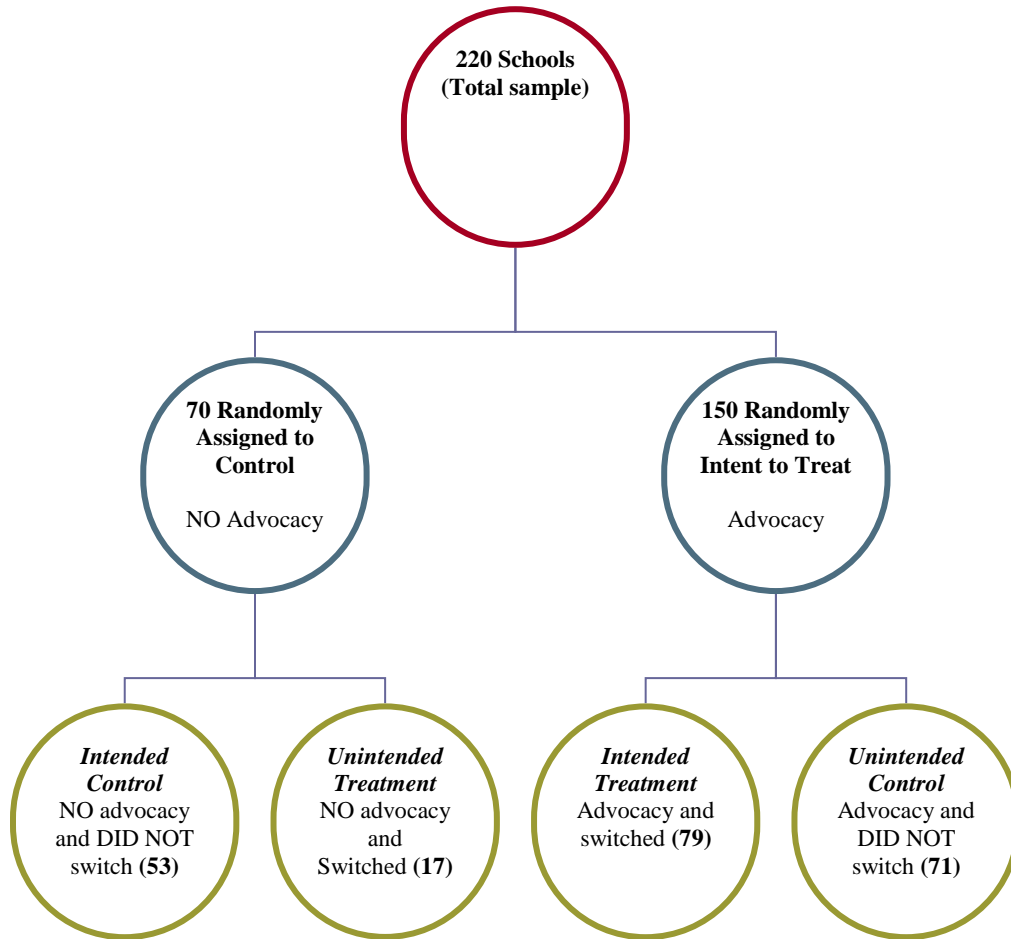 220 Schools
(Total sample)
70 Randomly
Assigned to
Control
NO Advocacy
150 Randomly
Assigned to
Intent to Treat
Advocacy
Intended
Control
NO advocacy
and DID NOT
switch (53)
Unintended
Treatment
NO advocacy
and
Switched (17)
Intended
Treatment
Advocacy and
switched (79)
Unintended
Control
Advocacy and
DID NOT
switch (71)